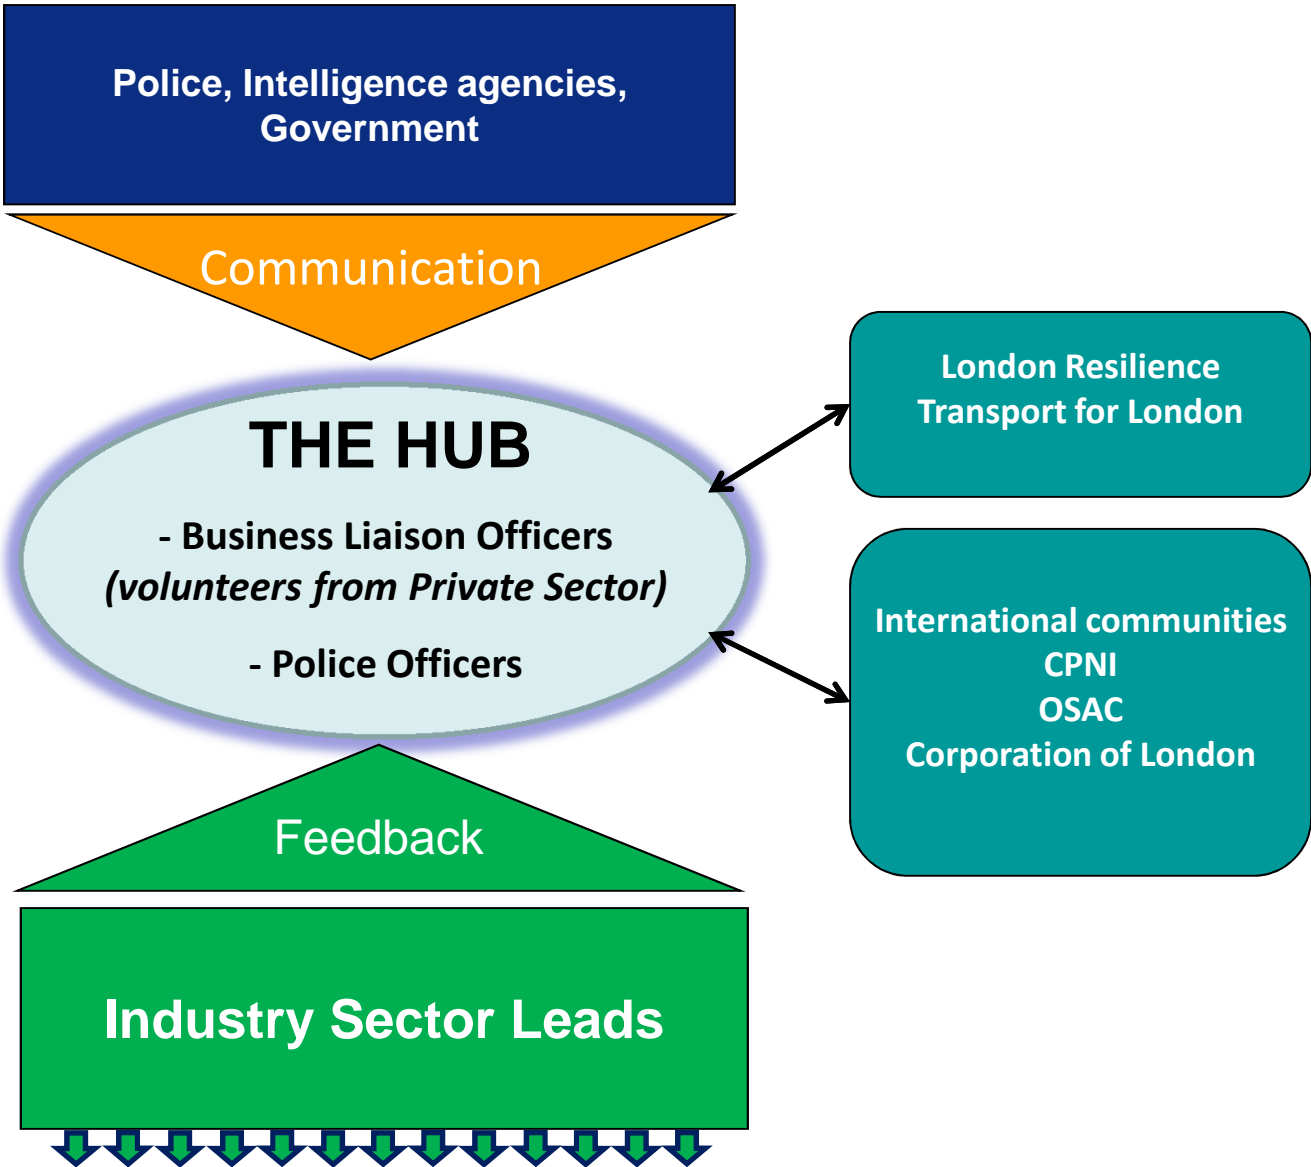 Police, Intelligence agencies,
Government
Communication
THE HUB
- Business Liaison Officers
(volunteers from Private Sector)
- Police Officers
London Resilience
Transport for London
International communities
CPNI
OSAC
Corporation of London
Feedback
Industry Sector Leads